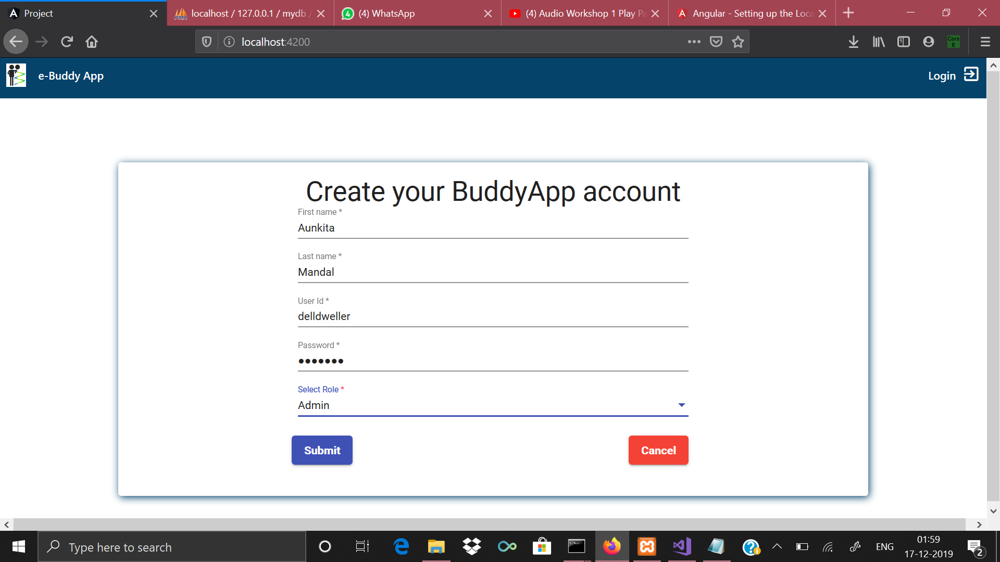 Project
localhost / 127.0.0.1 / mydb /
(4) WhatsApp
(4) Audio Workshop 1 Play Pa
Angular - Setting up the Loca
localhost:4200
Cors
E
e-Buddy App
Login
Create your BuddyApp account
First name *
Aunkita
Last name *
Mandal
User Id *
delldweller
Password *
•••••••
Select Role *
Admin
Submit
Cancel
Type here to search
ENG
01:59
17-12-2019
2